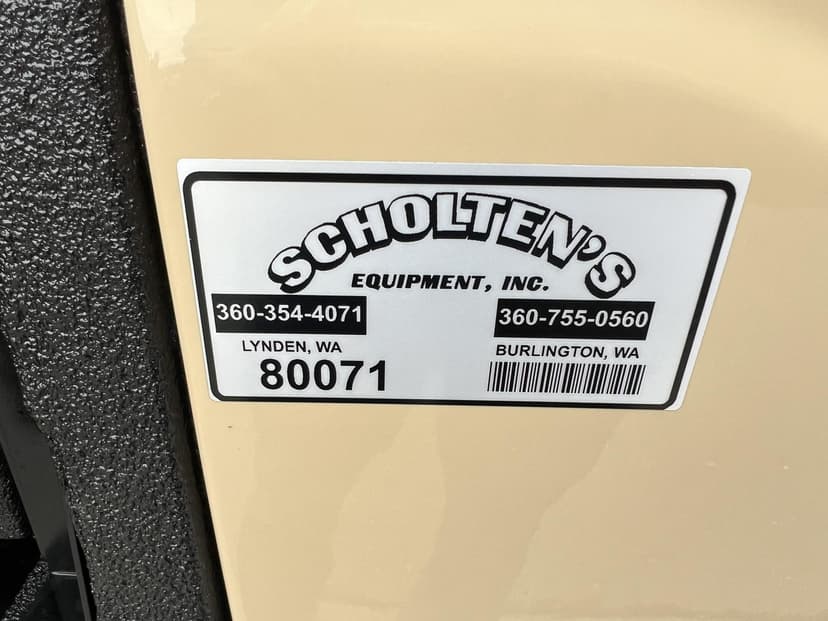 SCHOLTEN'S
EQUIPMENT, INC.
360-354-4071 360-755-0560
LYNDEN, WA BURLINGTON, WA
80071